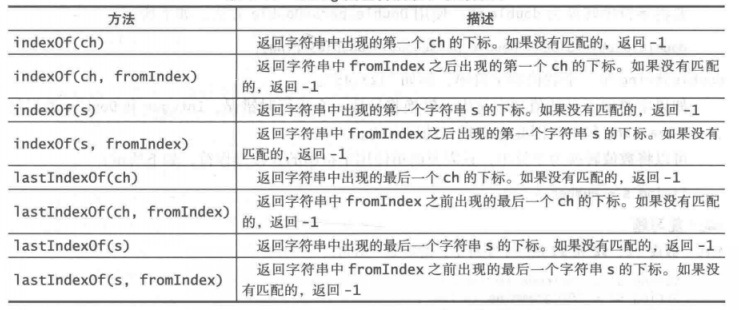 方法 描述
indexOf(ch) 返回字符串中出现的第一个 ch 的下标。如果没有匹配的，返回 -1
indexOf(ch, fromIndex) 返回字符串中 fromIndex 之后出现的第一个 ch 的下标。如果没有匹配
的，返回 -1
indexOf(s) 返回字符串中出现的第一个字符串 s 的下标。如果没有匹配的，返回 -1
indexOf(s, fromIndex) 返回字符串中 fromIndex 之后出现的第一个字符串 s 的下标。如果没有
匹配的，返回 -1
lastIndexOf(ch) 返回字符串中出现的最后一个 ch 的下标。如果没有匹配的，返回 -1
lastIndexOf(ch, fromIndex) 返回字符串中 fromIndex 之前出现的最后一个 ch 的下标。如果没有匹配
的，返回 -1
lastIndexOf(s) 返回字符串中出现的最后一个字符串 s 的下标。如果没有匹配的，返回 -1
lastIndexOf(s, fromIndex) 返回字符串中 fromIndex 之前出现的最后一个字符串 s 的下标。如果没
有匹配的，返回 -1